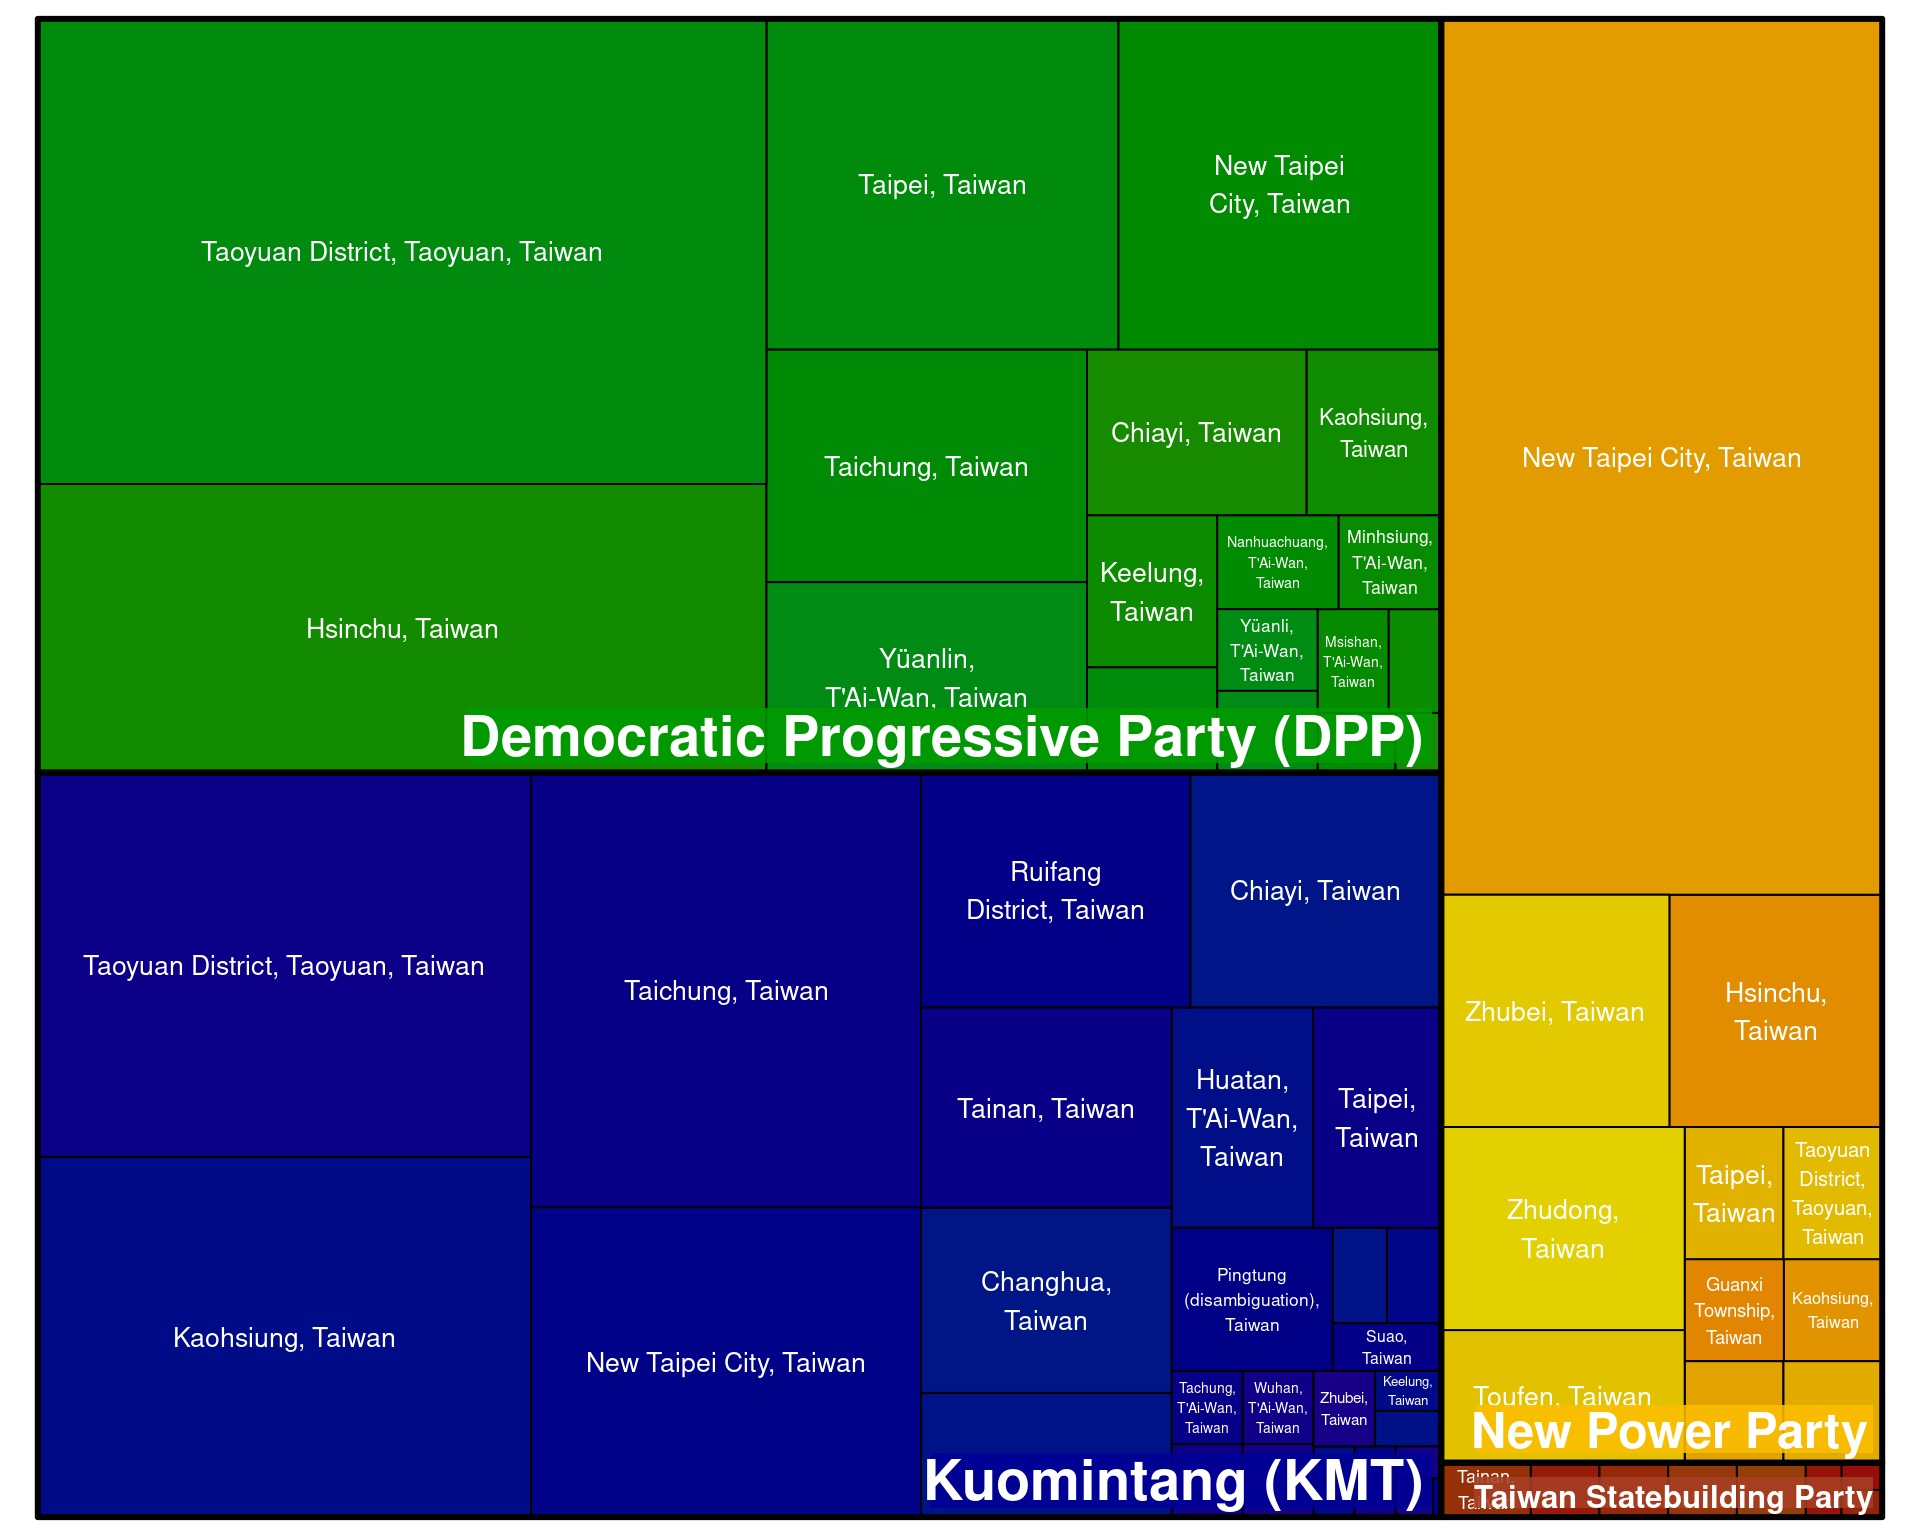 Taoyuan District, Taoyuan, Taiwan
Hsinchu, Taiwan
Taipei, Taiwan
New Taipei
City, Taiwan
Taichung, Taiwan
Yüanlin,
T'Ai-Wan, Taiwan
Chiayi, Taiwan
Kaohsiung,
Taiwan
Keelung,
Taiwan
Nanhuachuang,
T'Ai-Wan,
Taiwan
Minhsiung,
T'Ai-Wan,
Taiwan
Yüanli,
T'Ai-Wan,
Taiwan
Msishan,
T'Ai-Wan,
Taiwan
Democratic Progressive Party (DPP)
Taoyuan District, Taoyuan, Taiwan
Kaohsiung, Taiwan
Taichung, Taiwan
New Taipei City, Taiwan
Ruifang
District, Taiwan
Chiayi, Taiwan
Tainan, Taiwan
Huatan,
T'Ai-Wan,
Taiwan
Taipei,
Taiwan
Changhua,
Taiwan
Pingtung
(disambiguation),
Taiwan
Suao,
Taiwan
Tachung,
T'Ai-Wan,
Taiwan
Wuhan,
T'Ai-Wan,
Taiwan
Zhubei,
Taiwan
Keelung,
Taiwan
Kuomintang (KMT)
New Taipei City, Taiwan
Zhubei, Taiwan
Hsinchu,
Taiwan
Zhudong,
Taiwan
Taipei,
Taiwan
Taoyuan
District,
Taoyuan,
Taiwan
Guanxi
Township,
Taiwan
Kaohsiung,
Taiwan
Toufen, Taiwan
New Power Party
Tainan,
Taiwan Statebuilding Party